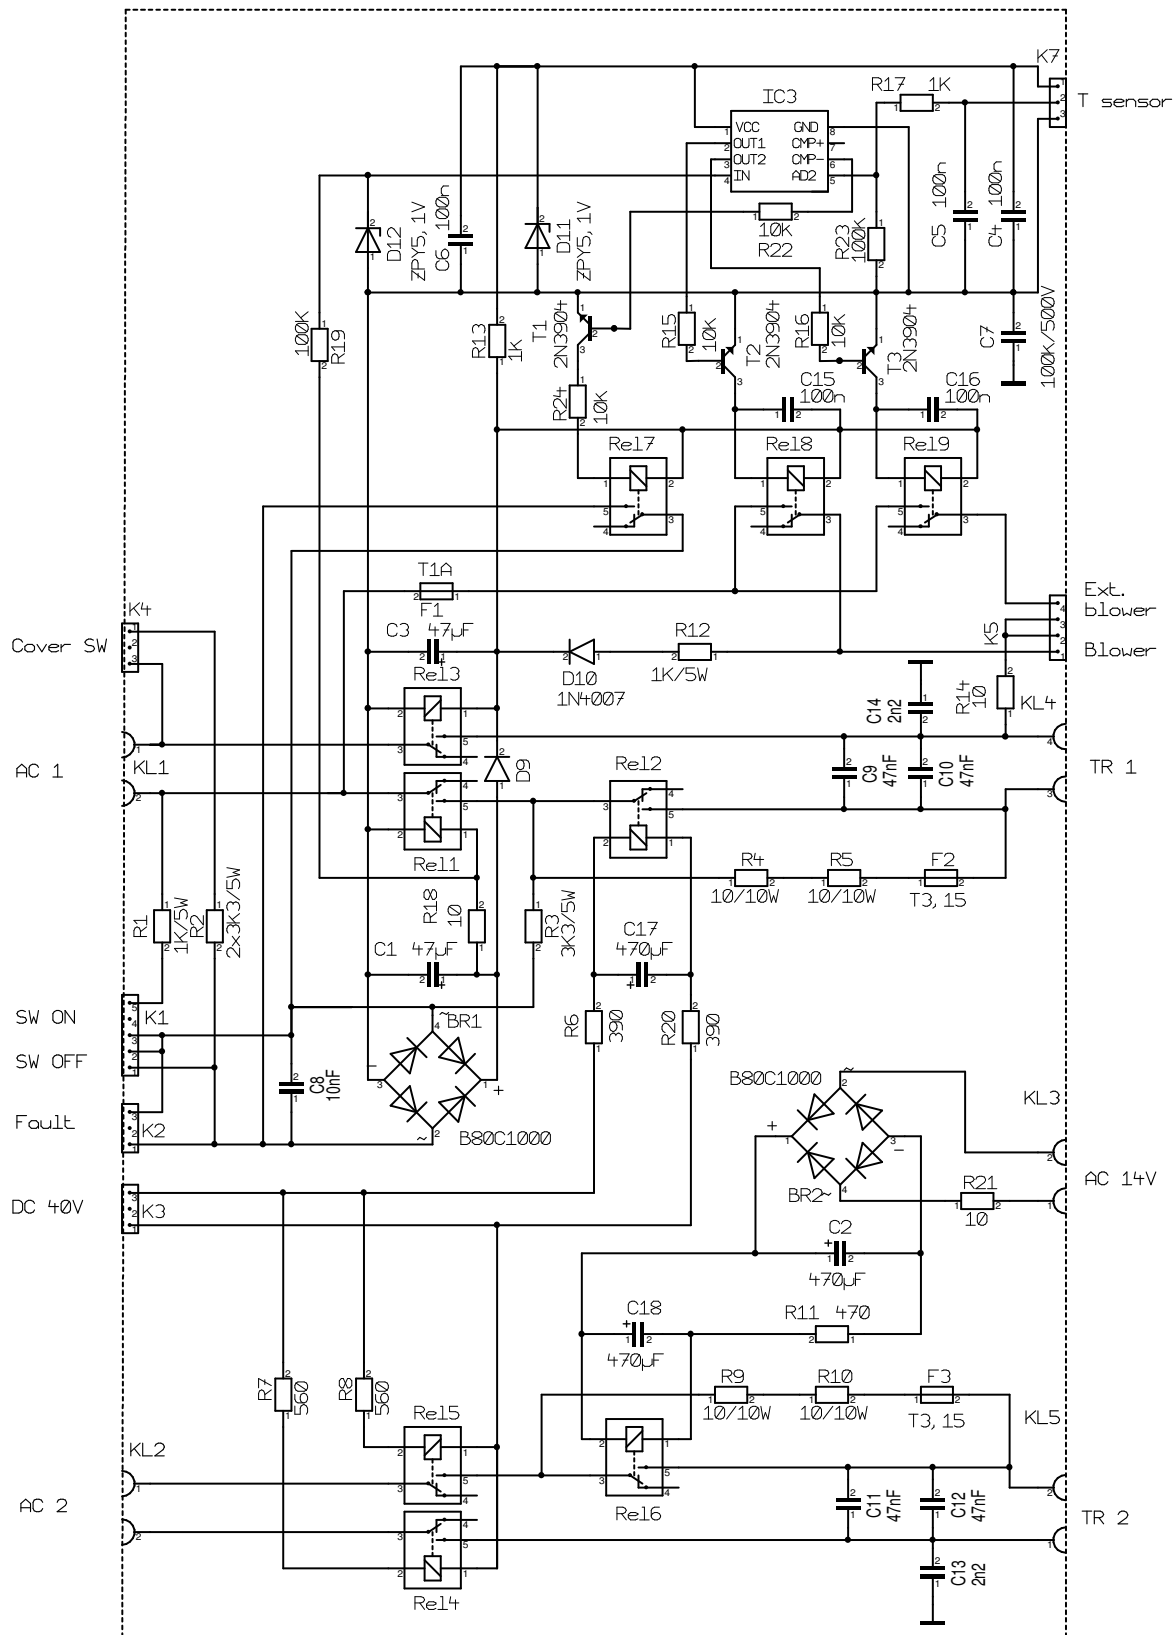 K7
R17 1K
T sensor
IC3
VCC GND
OUT1 CMP+
OUT2 CMP-
IN AD2
10K
R22
R23
100K
C5
100n
C4
100n
D12
ZPY5,1V
C6
100n
D11
ZPY5,1V
100K
R19
R13
1K
T1
2N3904
R15
10K
T2
2N3904
R16
10K
T3
2N3904
C7
100K/500V
R24
10K
C15
100n
C16
100n
Rel7
Rel8
Rel9
T1A
F1
K4
Cover SW
C3 47µF
Rel3
D10
1N4007
R12
1K/5W
Ext.
blower
K5
Blower
C14
2n2
R14
10
KL4
KL1
AC 1
D9
Rel2
C9
47nF
C10
47nF
TR 1
Rel1
R4
10/10W
R5
10/10W
F2
T3,15
R1
1K/5W
R2
2x3K3/5W
R18
10
R3
3K3/5W
C1 47µF
C17
470µF
SW ON
K1
SW OFF
~BR1
R6
390
R20
390
C8
10nF
B80C1000
Fault
K2
B80C1000
BR2~
KL3
DC 40V
K3
AC 14V
R21
10
C2
470µF
C18
470µF
R11 470
R7
560
R8
560
R9
10/10W
R10
10/10W
F3
T3,15
KL5
Rel5
KL2
AC 2
Rel6
C11
47nF
C12
47nF
TR 2
Rel4
C13
2n2